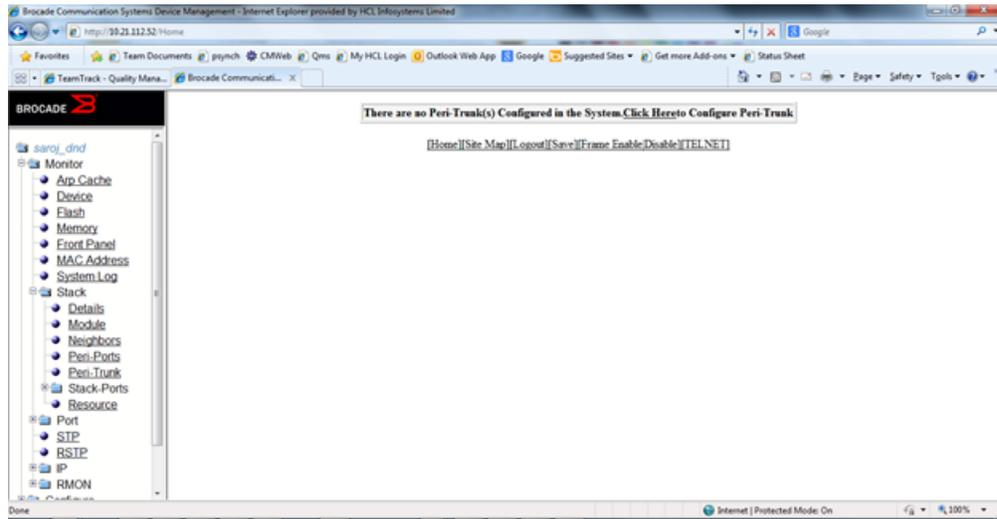 Brocade Communication Systems Device Management - Internet Explorer provided by HCL Infosystems Limited
http://10.21.112.52/Home
Google
Favorites Team Documents psynch CMWeb Qms My HCL Login Outlook Web App Google Suggested Sites Get more Add-ons Status Sheet
TeamTrack - Quality Mana... Brocade Communicati... X
Page Safety Tools
BROCADE
There are no Peri-Trunk(s) Configured in the System.Click Hereto Configure Peri-Trunk
[Home][Site Map][Logout][Save][Frame Enable|Disable][TELNET]
saroj_dnd
Monitor
Arp Cache
Device
Flash
Memory
Front Panel
MAC Address
System Log
Stack
Details
Module
Neighbors
Peri-Ports
Peri-Trunk
Stack-Ports
Resource
Port
STP
RSTP
IP
RMON
Configure
Done
Internet | Protected Mode: On
100%